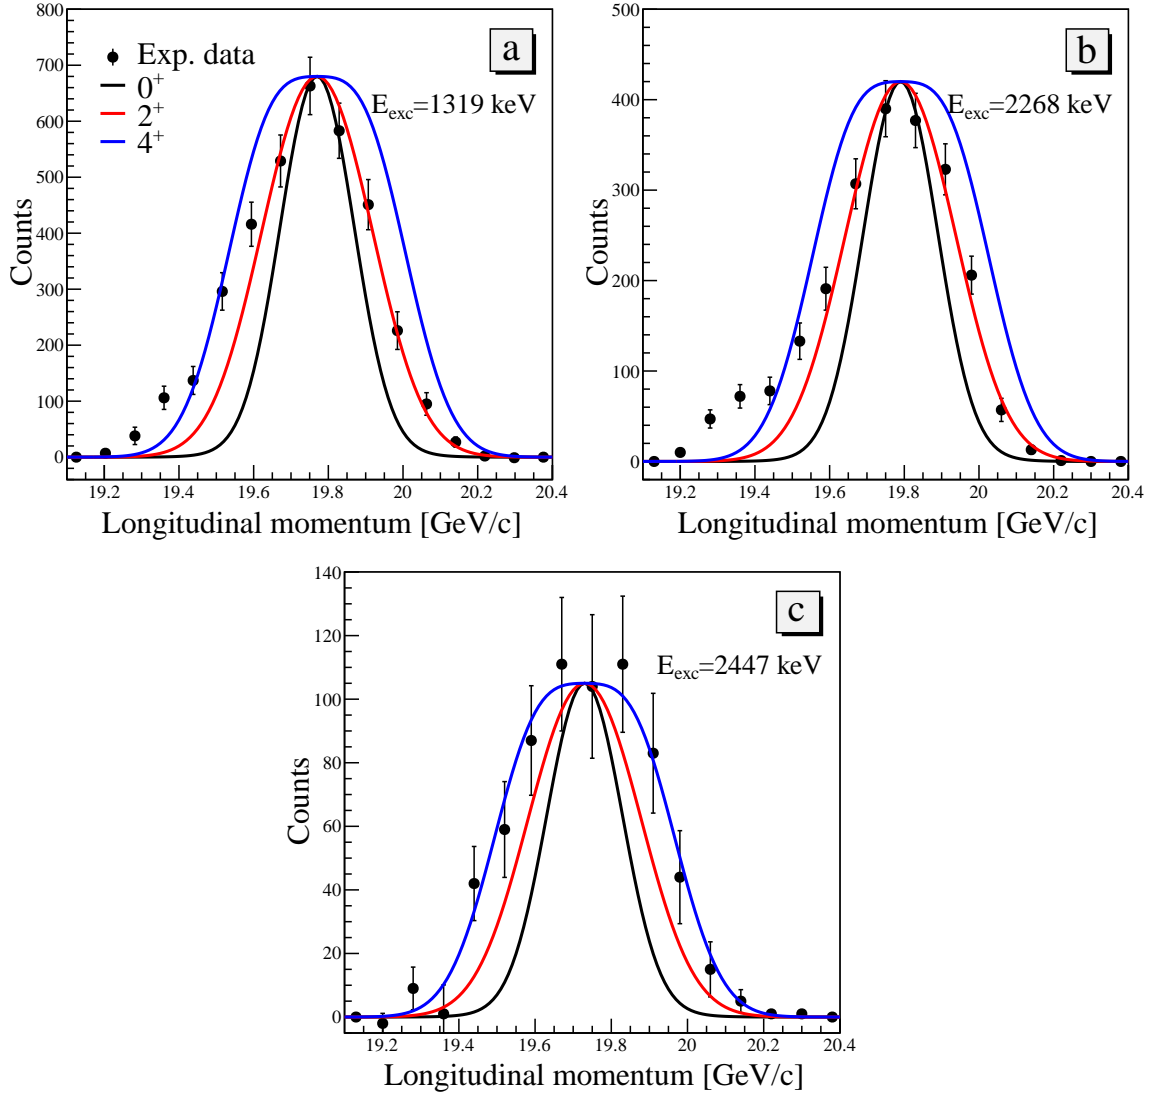 800
700
600
500
400
300
200
100
0
Counts
Exp. data
0+
2+
4+
a
Eexc=1319 keV
19.2 19.4 19.6 19.8 20 20.2 20.4
Longitudinal momentum [GeV/c]
500
400
300
200
100
0
Counts
b
Eexc=2268 keV
19.2 19.4 19.6 19.8 20 20.2 20.4
Longitudinal momentum [GeV/c]
140
120
100
80
60
40
20
0
Counts
c
Eexc=2447 keV
19.2 19.4 19.6 19.8 20 20.2 20.4
Longitudinal momentum [GeV/c]